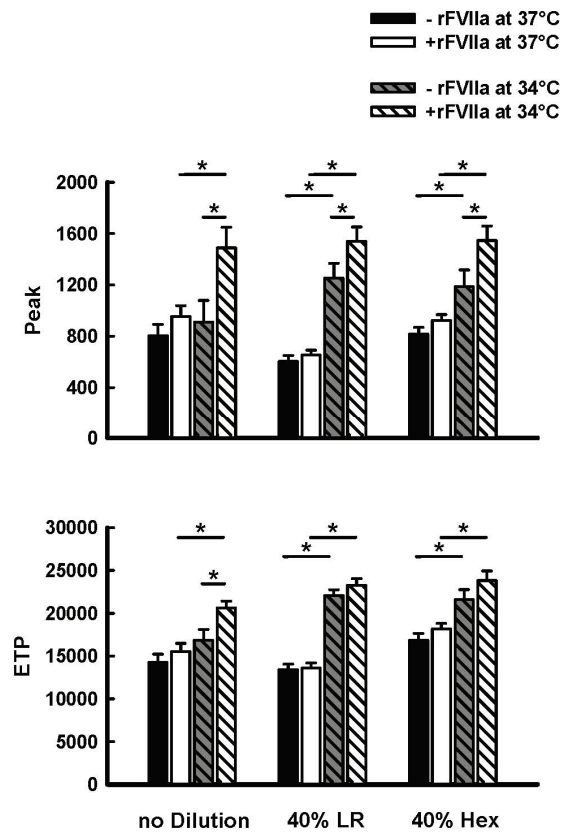 - rFVIIa at 37°C
+rFVIIa at 37°C
- rFVIIa at 34°C
+rFVIIa at 34°C
* * * * * * * *
Peak
2000
1600
1200
800
400
0
* * * * * * *
ETP
30000
25000
20000
15000
10000
5000
0
no Dilution 40% LR 40% Hex